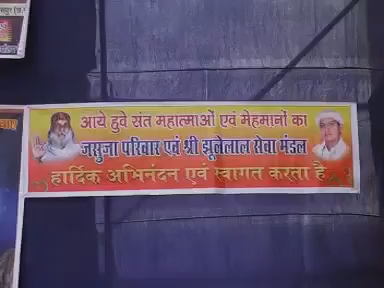 आये हुवे संत महात्माओं एवं मेहमानों का
जसुजा परिवार एवं श्री झूलेलाल सेवा मंडल
हार्दिक अभिनंदन एवं स्वागत करता है